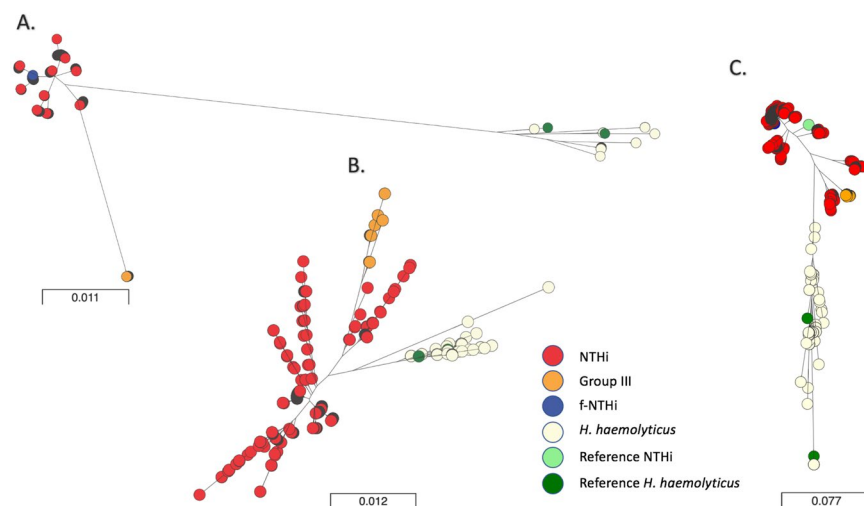 A.
B.
C.
0.011
NTHi
Group III
f-NTHi
H. haemolyticus
Reference NTHi
Reference H. haemolyticus
0.012
0.077